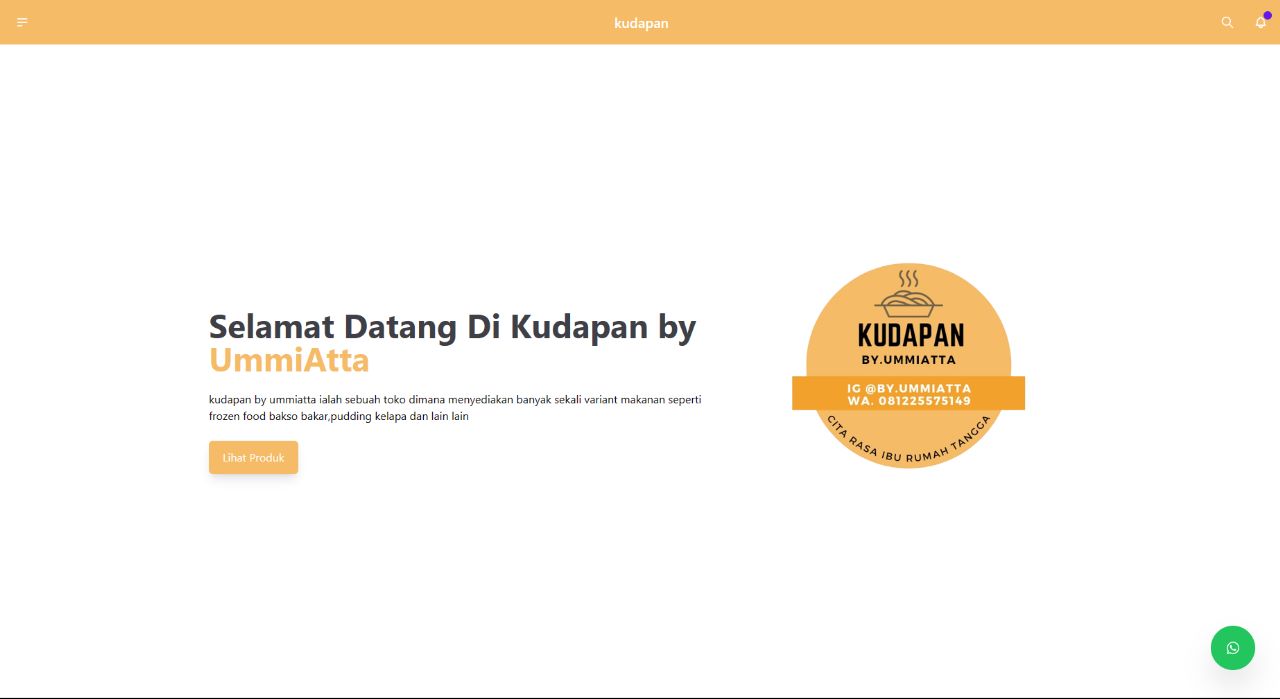 kudapan
Selamat Datang Di Kudapan by
UmmiAtta
kudapan by ummiatta ialah sebuah toko dimana menyediakan banyak sekali variant makanan seperti
frozen food bakso bakar,pudding kelapa dan lain lain
Lihat Produk
KUDAPAN
BY.UMMIATTA
IG @BY.UMMIATTA
WA. 081225575149
CITA RASA IBU RUMAH TANGGA